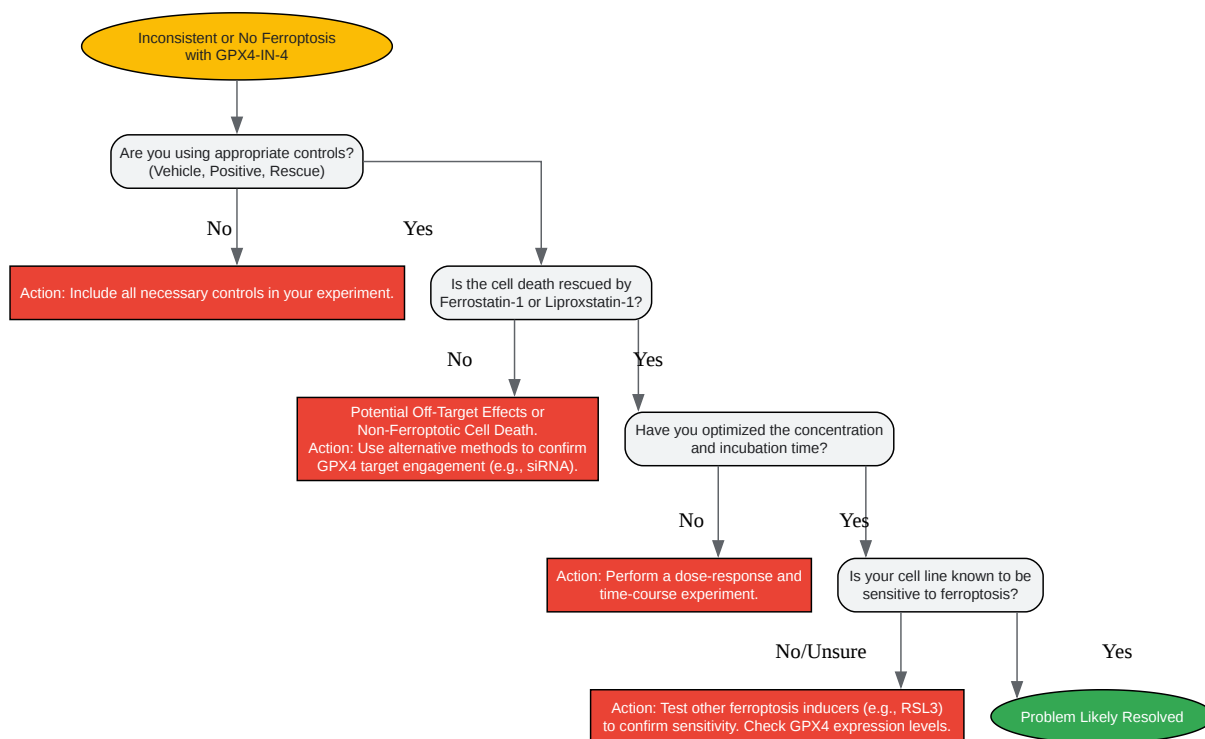 Inconsistent or No Ferroptosis
with GPX4-IN-4
Are you using appropriate controls?
(Vehicle, Positive, Rescue)
No
Yes
Action: Include all necessary controls in your experiment.
Is the cell death rescued by
Ferrostatin-1 or Liproxstatin-1?
No
Yes
Potential Off-Target Effects or
Non-Ferroptotic Cell Death.
Action: Use alternative methods to confirm
GPX4 target engagement (e.g., siRNA).
Have you optimized the concentration
and incubation time?
No
Yes
Action: Perform a dose-response and
time-course experiment.
Is your cell line known to be
sensitive to ferroptosis?
No/Unsure
Yes
Action: Test other ferroptosis inducers (e.g., RSL3)
to confirm sensitivity. Check GPX4 expression levels.
Problem Likely Resolved